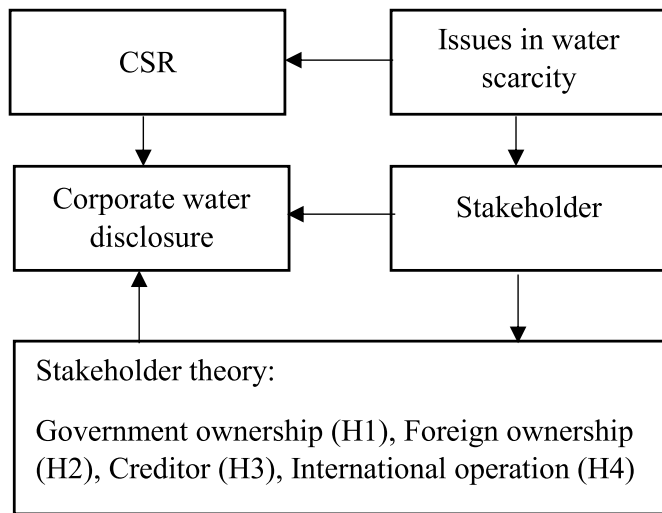 CSR
Issues in water
scarcity
Corporate water
disclosure
Stakeholder
Stakeholder theory:
Government ownership (H1), Foreign ownership
(H2), Creditor (H3), International operation (H4)